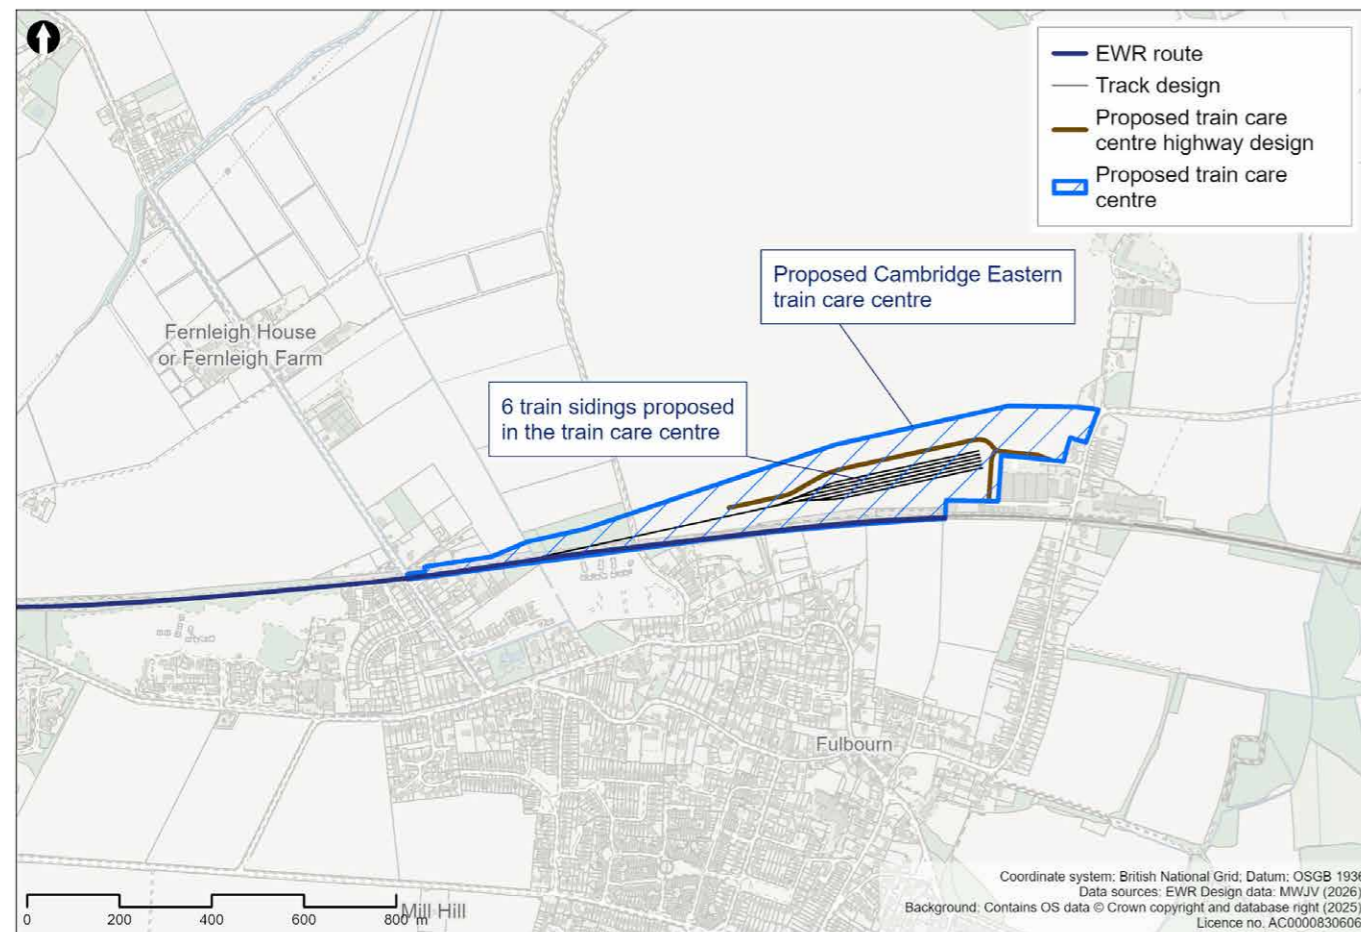 EWR route
Track design
Proposed train care
centre highway design
Proposed train care
centre
Proposed Cambridge Eastern
train care centre
Fernleigh House
or Fernleigh Farm
6 train sidings proposed
in the train care centre
Fulbourn
Mill Hill
0 200 400 600 800 m
Coordinate system: British National Grid; Datum: OSGB 1936
Data sources: EWR Design data: MWJV (2026)
Background: Contains OS data © Crown copyright and database right (2025)
Licence no. AC0000830606